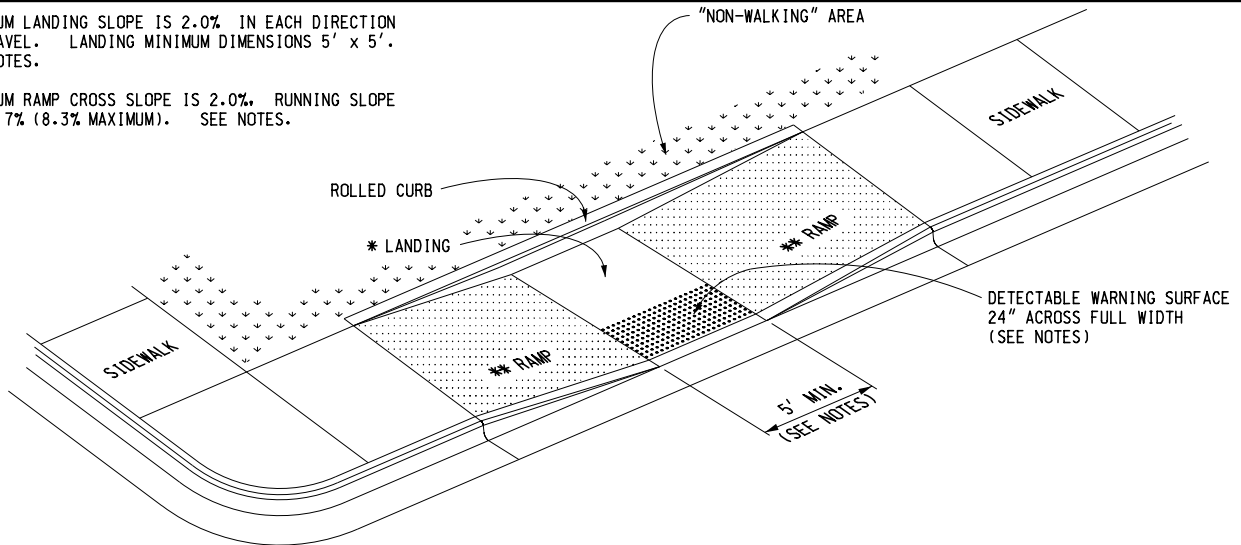 UM LANDING SLOPE IS 2.0% IN EACH DIRECTION
AVEL. LANDING MINIMUM DIMENSIONS 5' x 5'.
OTES.
UM RAMP CROSS SLOPE IS 2.0%, RUNNING SLOPE
7% (8.3% MAXIMUM). SEE NOTES.
"NON-WALKING" AREA
SIDEWALK
ROLLED CURB
* LANDING
** RAMP
DETECTABLE WARNING SURFACE
24" ACROSS FULL WIDTH
(SEE NOTES)
SIDEWALK
** RAMP
5' MIN.
(SEE NOTES)